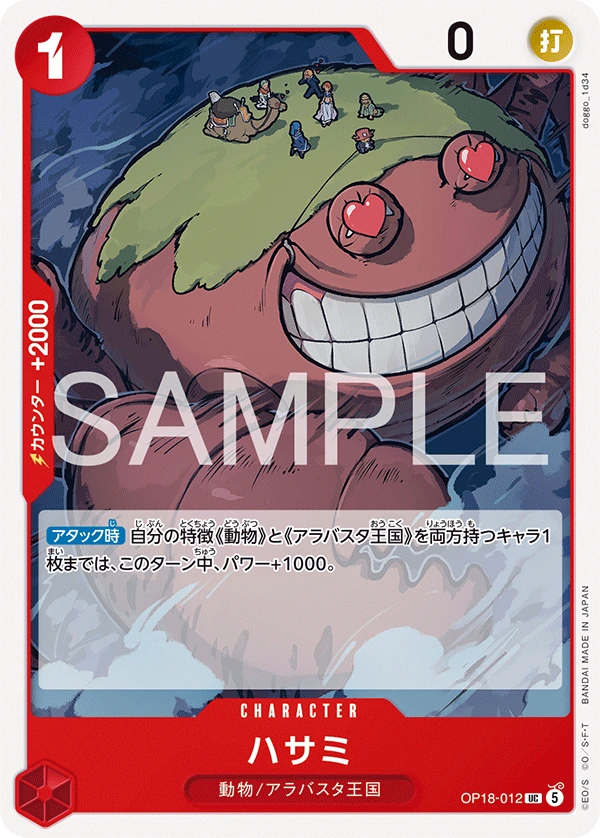 1
0
打
doggo_1d34
カウンター +2000
SAMPLE
アタック時 自分の特徴《動物》と《アラバスタ王国》を両方持つキャラ1
枚までは、このターン中、パワー+1000。
CHARACTER
ハサミ
動物/アラバスタ王国
OP18-012 UC 5
©E.O/S ©O/S・F・T BANDAI MADE IN JAPAN